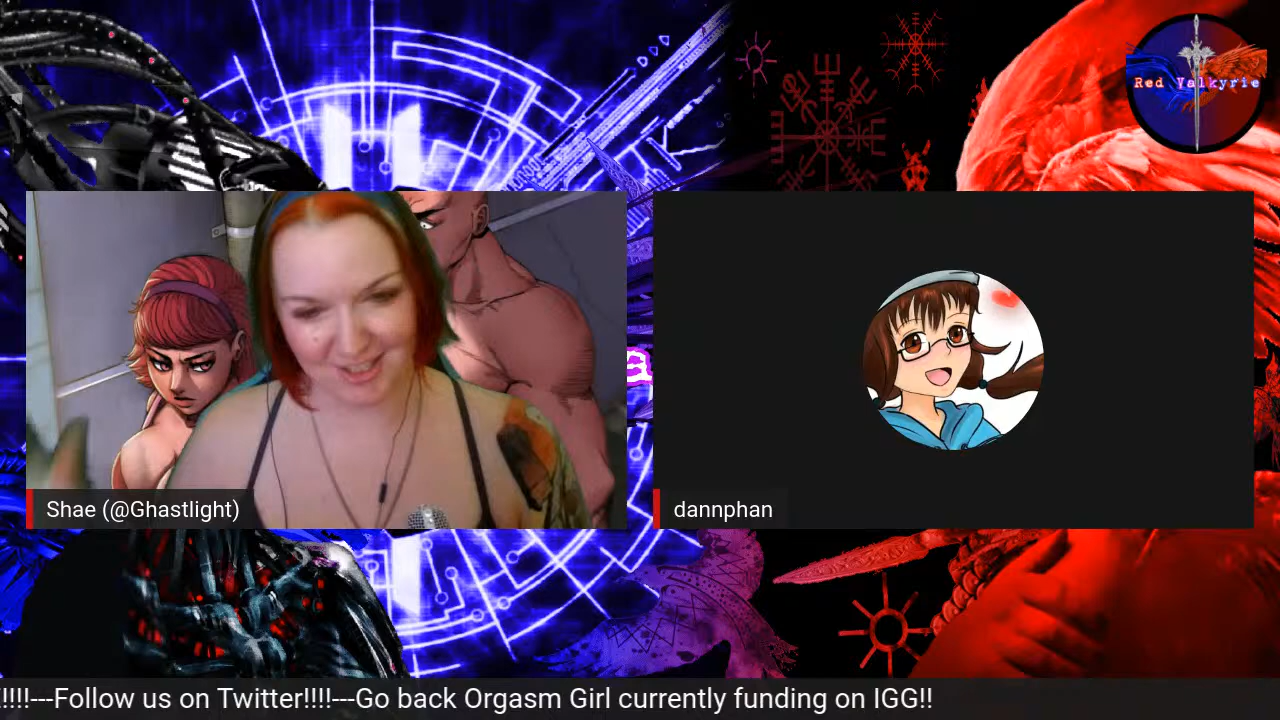 Red Valkyrie
Shae (@Ghastlight)
dannphan
!!!!---Follow us on Twitter!!!!---Go back Orgasm Girl currently funding on IGG!!